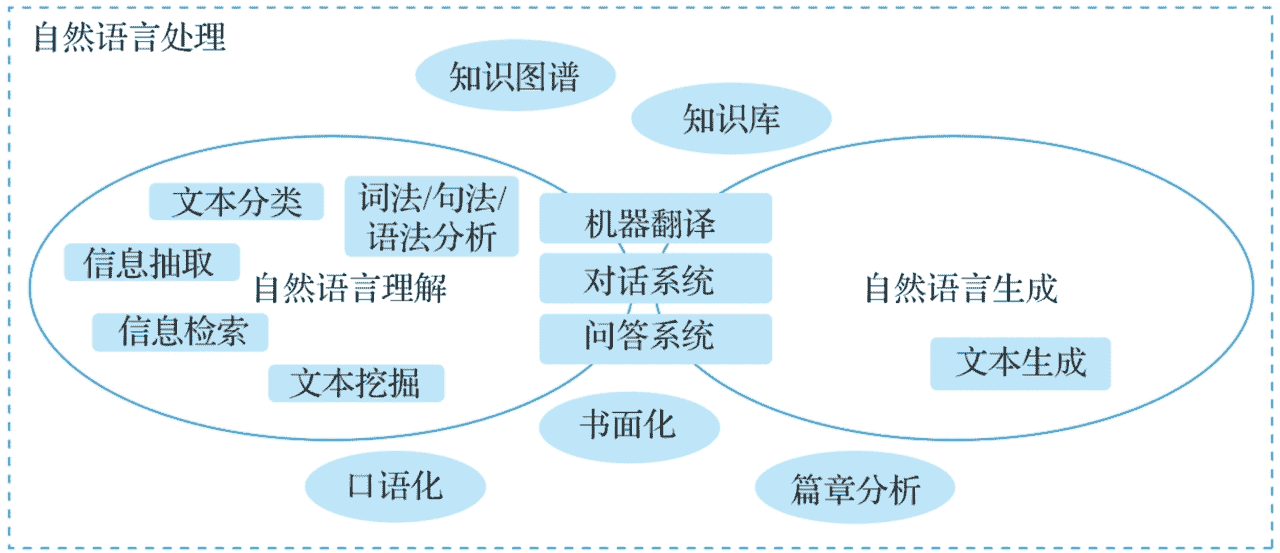 自然语言处理
知识图谱
知识库
文本分类
词法/句法/
语法分析
机器翻译
信息抽取
自然语言理解
对话系统
自然语言生成
信息检索
问答系统
文本挖掘
文本生成
书面化
口语化
篇章分析